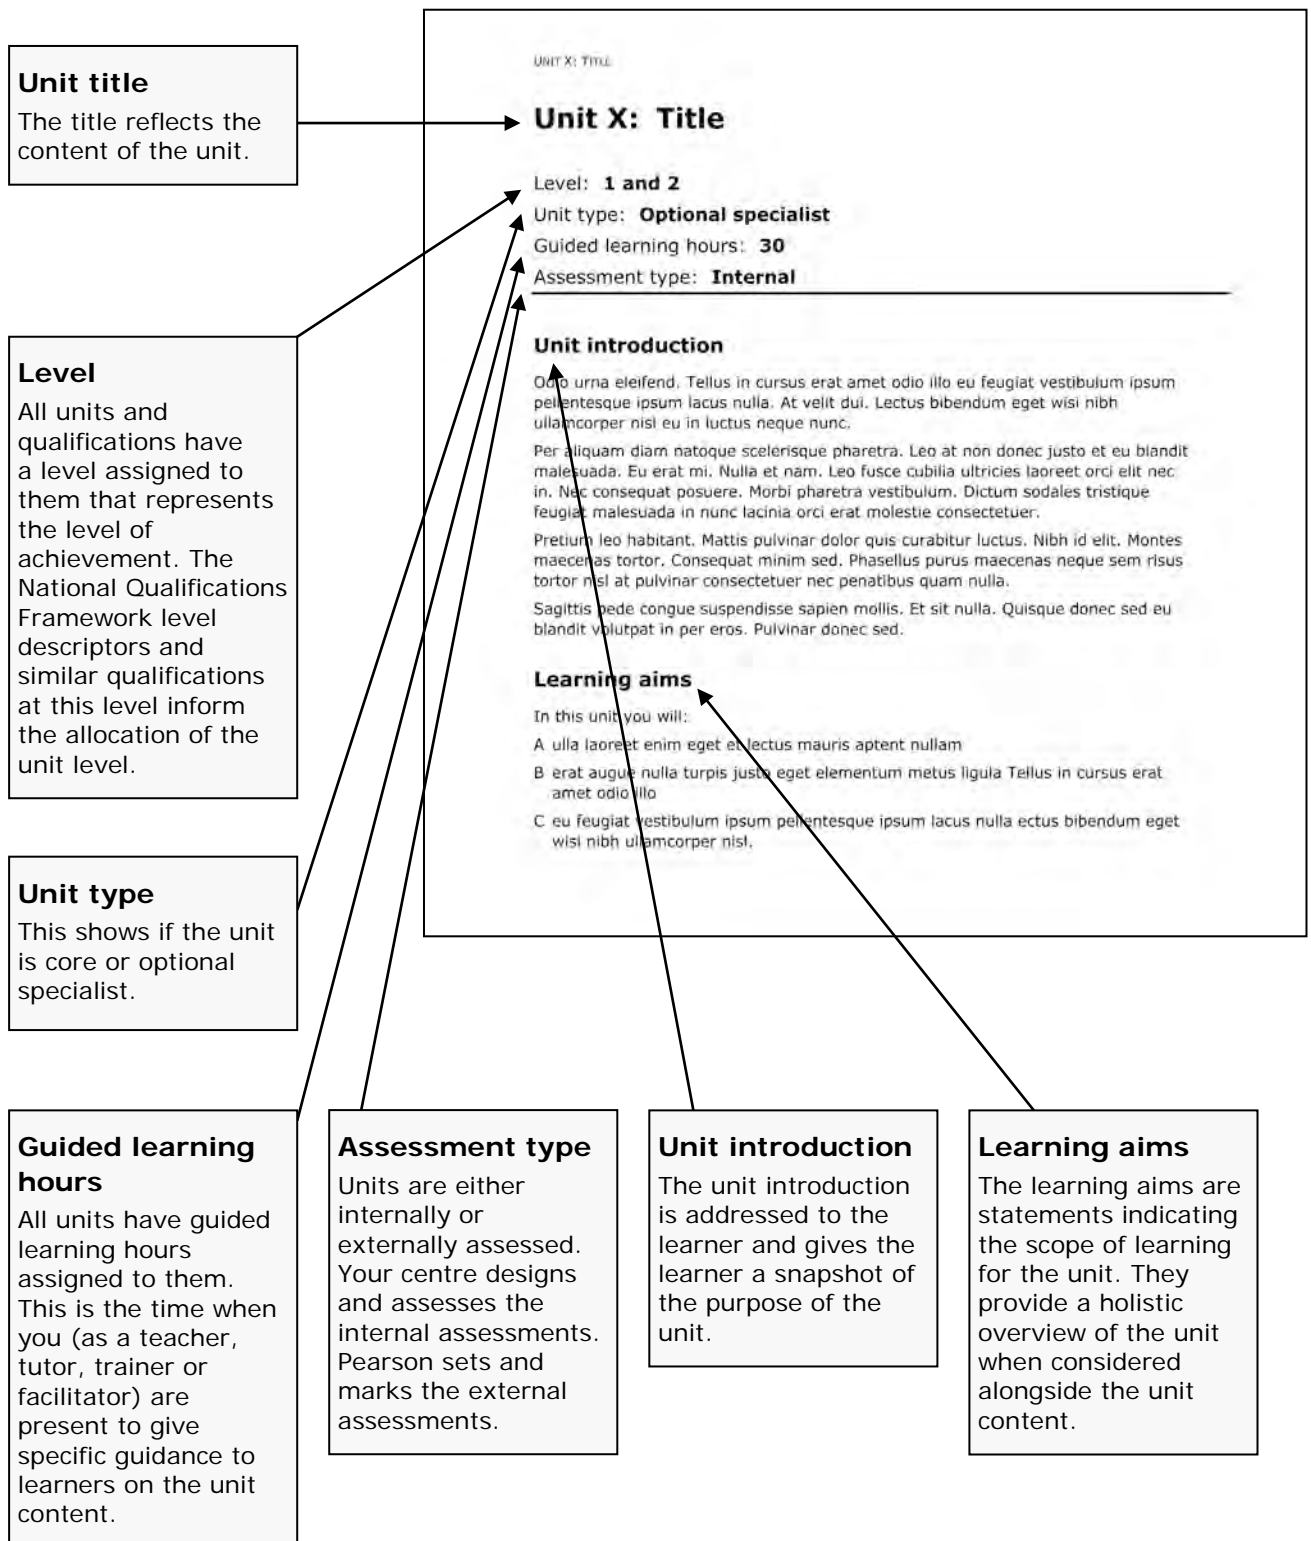 Unit title
The title reflects the
content of the unit.
Level
All units and
qualifications have
a level assigned to
them that represents
the level of
achievement. The
National Qualifications
Framework level
descriptors and
similar qualifications
at this level inform
the allocation of the
unit level.
Unit type
This shows if the unit
is core or optional
specialist.
Guided learning
hours
All units have guided
learning hours
assigned to them.
This is the time when
you (as a teacher,
tutor, trainer or
facilitator) are
present to give
specific guidance to
learners on the unit
content.
UNIT X: TITLE
Unit X: Title
Level: 1 and 2
Unit type: Optional specialist
Guided learning hours: 30
Assessment type: Internal
Unit introduction
Odio urna eleifend. Tellus in cursus erat amet odio illo eu feugiat vestibulum ipsum
pellentesque ipsum lacus nulla. At velit dui. Lectus bibendum eget wisi nibh
ullamcorper nisl eu in luctus neque nunc.
Per aliquam diam natoque scelerisque pharetra. Leo at non donec justo et eu blandit
malesuada. Eu erat mi. Nulla et nam. Leo fusce cubilia ultricies laoreet orci elit nec
in. Nec consequat posuere. Morbi pharetra vestibulum. Dictum sodales tristique
feugiat malesuada in nunc lacinia orci erat molestie consectetuer.
Pretium leo habitant. Mattis pulvinar dolor quis curabitur luctus. Nibh id elit. Montes
maecenas tortor. Consequat minim sed. Phasellus purus maecenas neque sem risus
tortor nisl at pulvinar consectetuer nec penatibus quam nulla.
Sagittis pede congue suspendisse sapien mollis. Et sit nulla. Quisque donec sed eu
blandit volutpat in per eros. Pulvinar donec sed.
Learning aims
In this unit you will:
A ulla laoreet enim eget et lectus mauris aptent nullam
B erat augue nulla turpis justo eget elementum metus ligula Tellus in cursus erat
amet odio illo
C eu feugiat vestibulum ipsum pellentesque ipsum lacus nulla ectus bibendum eget
wisi nibh ullamcorper nisl.
Assessment type
Units are either
internally or
externally assessed.
Your centre designs
and assesses the
internal assessments.
Pearson sets and
marks the external
assessments.
Unit introduction
The unit introduction
is addressed to the
learner and gives the
learner a snapshot of
the purpose of the
unit.
Learning aims
The learning aims are
statements indicating
the scope of learning
for the unit. They
provide a holistic
overview of the unit
when considered
alongside the unit
content.